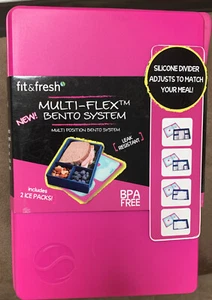 fit&fresh
SILICONE DIVIDER
ADJUSTS TO MATCH
YOUR MEAL!
MULTI-FLEX™
NEW!
BENTO SYSTEM
MULTI POSITION BENTO SYSTEM
LEAK
RESISTANT
Includes
2 ICE PACKS!
BPA
FREE